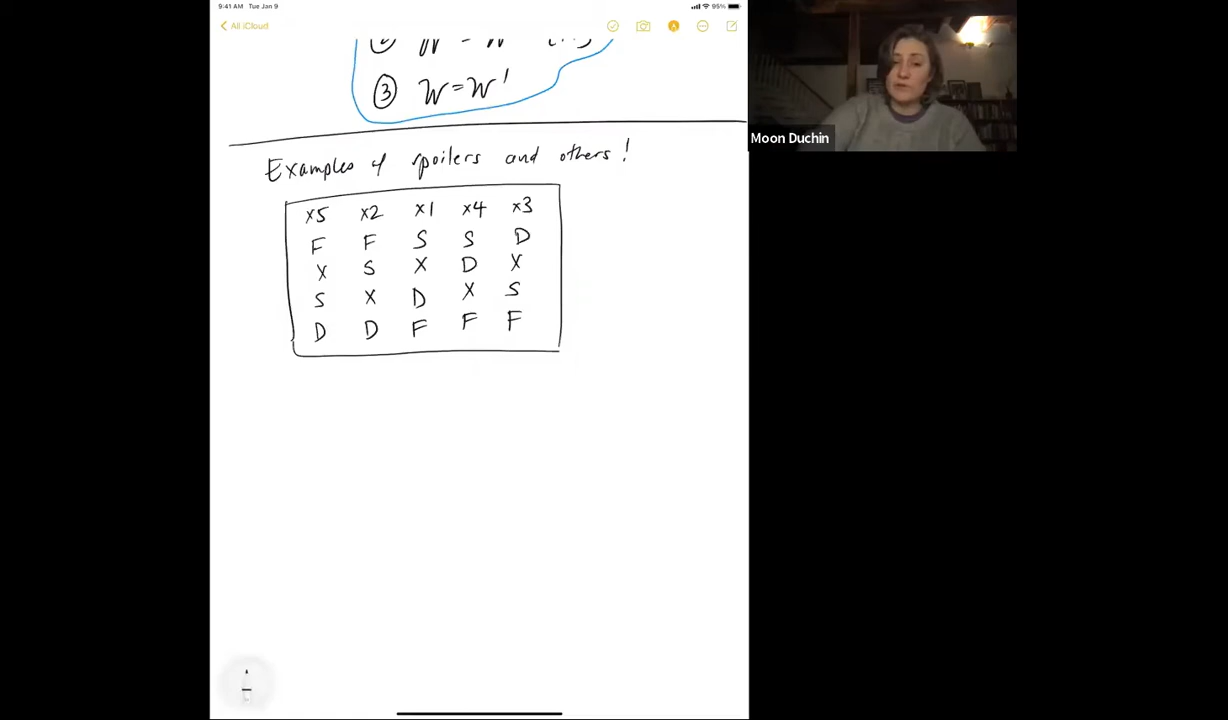 9:41 AM Tue Jan 9
95%
All iCloud
③ W = W'
Moon Duchin
Examples of spoilers and others!
x5 x2 x1 x4 x3
F F S S D
X S X D X
S X D X S
D D F F F